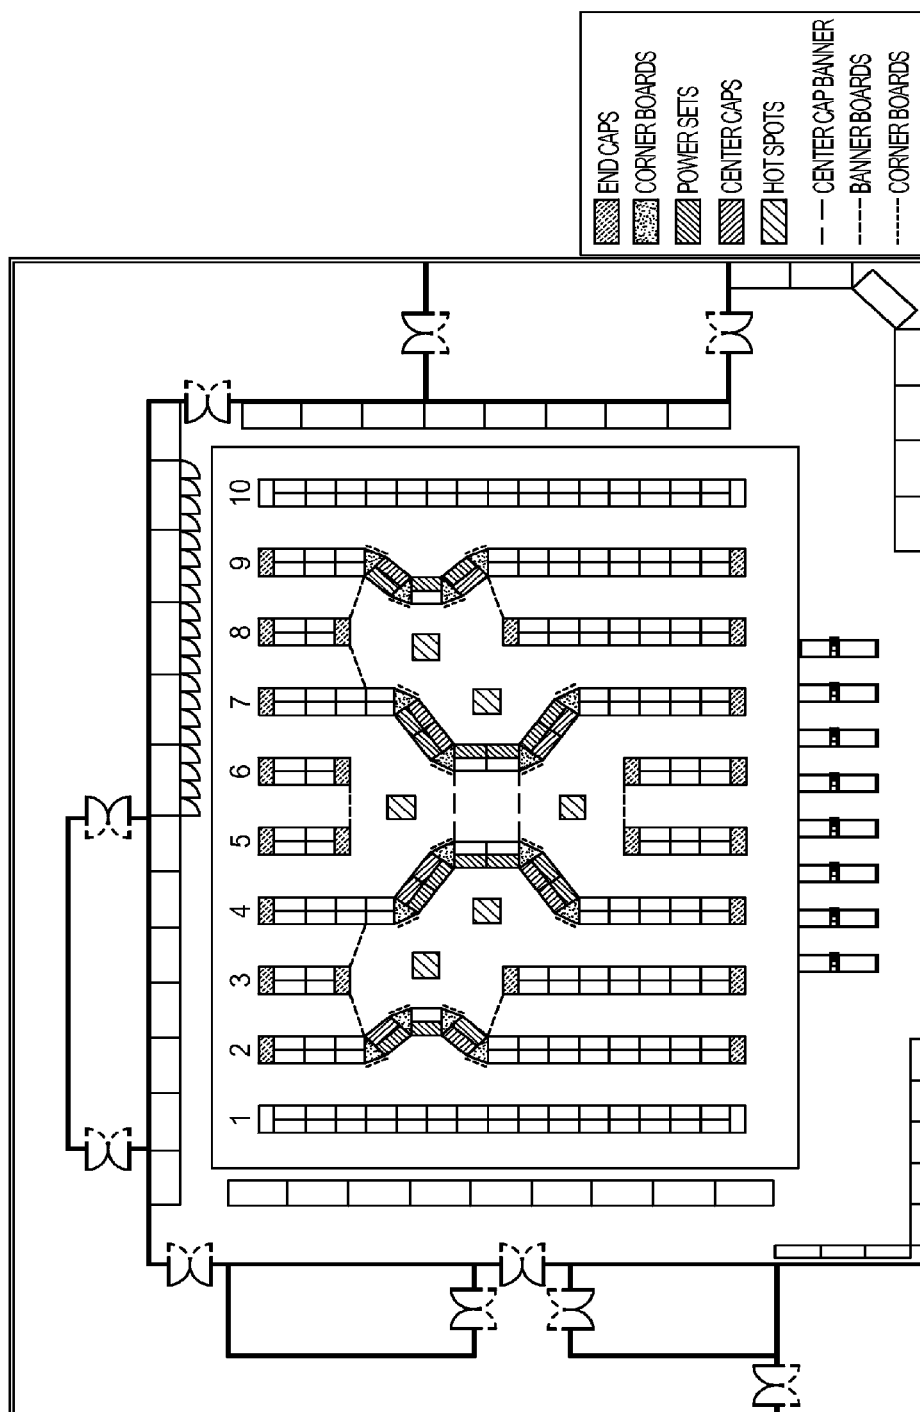 END CAPS
CORNER BOARDS
POWER SETS
CENTER CAPS
HOT SPOTS
CENTER CAP BANNER
BANNER BOARDS
CORNER BOARDS
1
2
3
4
5
6
7
8
9
10